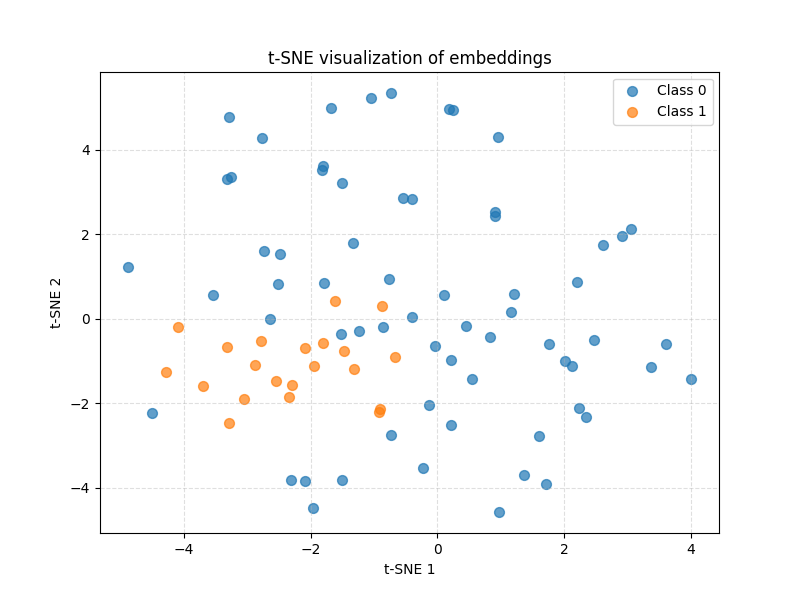 t-SNE visualization of embeddings
Class 0
Class 1
4
2
0
−2
−4
t-SNE 2
−4
−2
0
2
4
t-SNE 1